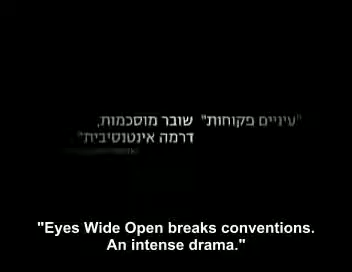 "עיניים פקוחות" שובר מוסכמות,
דרמה אינטנסיבית"
"Eyes Wide Open breaks conventions.
An intense drama."